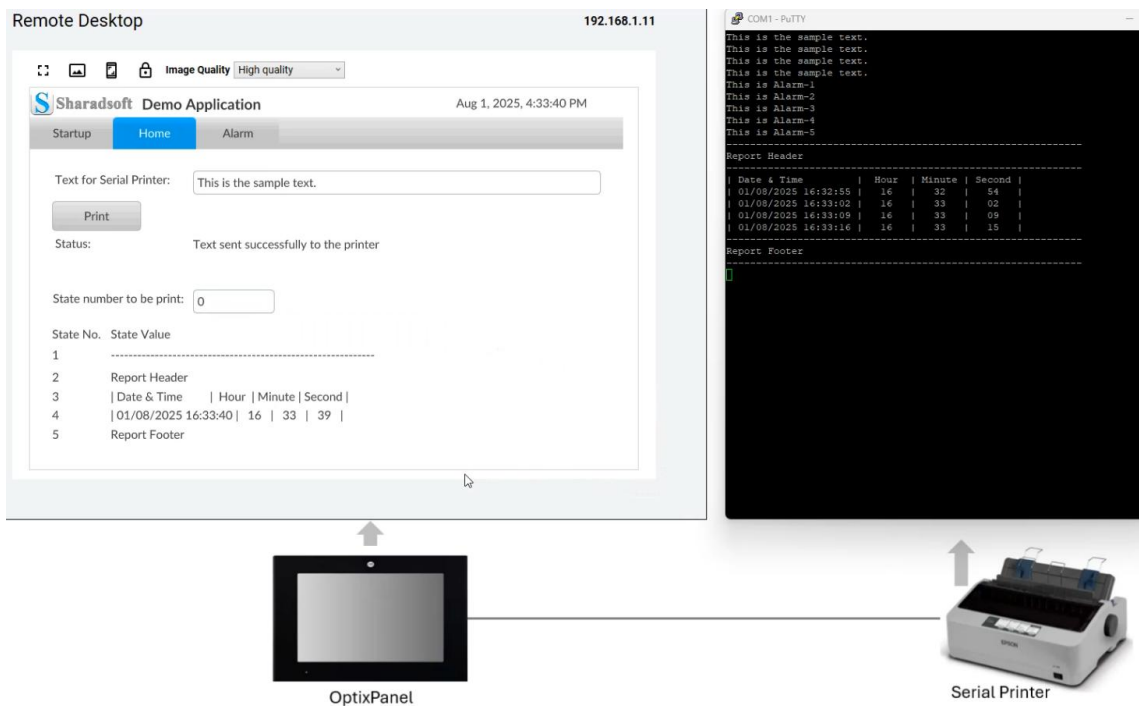 Remote Desktop
192.168.1.11
Image Quality High quality
Sharadsoft Demo Application
Aug 1, 2025, 4:33:40 PM
Startup Home Alarm
Text for Serial Printer: This is the sample text.
Print
Status: Text sent successfully to the printer
State number to be print: 0
State No. State Value
1 ------------------------------------------------------------
2 Report Header
3 | Date & Time | Hour | Minute | Second |
4 | 01/08/2025 16:33:40 | 16 | 33 | 39 |
5 Report Footer
COM1 - PuTTY
This is the sample text.
This is the sample text.
This is the sample text.
This is the sample text.
This is Alarm-1
This is Alarm-2
This is Alarm-3
This is Alarm-4
This is Alarm-5
------------------------------------------------------------
Report Header
------------------------------------------------------------
| Date & Time | Hour | Minute | Second |
| 01/08/2025 16:32:55 | 16 | 32 | 54 |
| 01/08/2025 16:33:02 | 16 | 33 | 02 |
| 01/08/2025 16:33:09 | 16 | 33 | 09 |
| 01/08/2025 16:33:16 | 16 | 33 | 15 |
------------------------------------------------------------
Report Footer
------------------------------------------------------------
OptixPanel
EPSON
Serial Printer